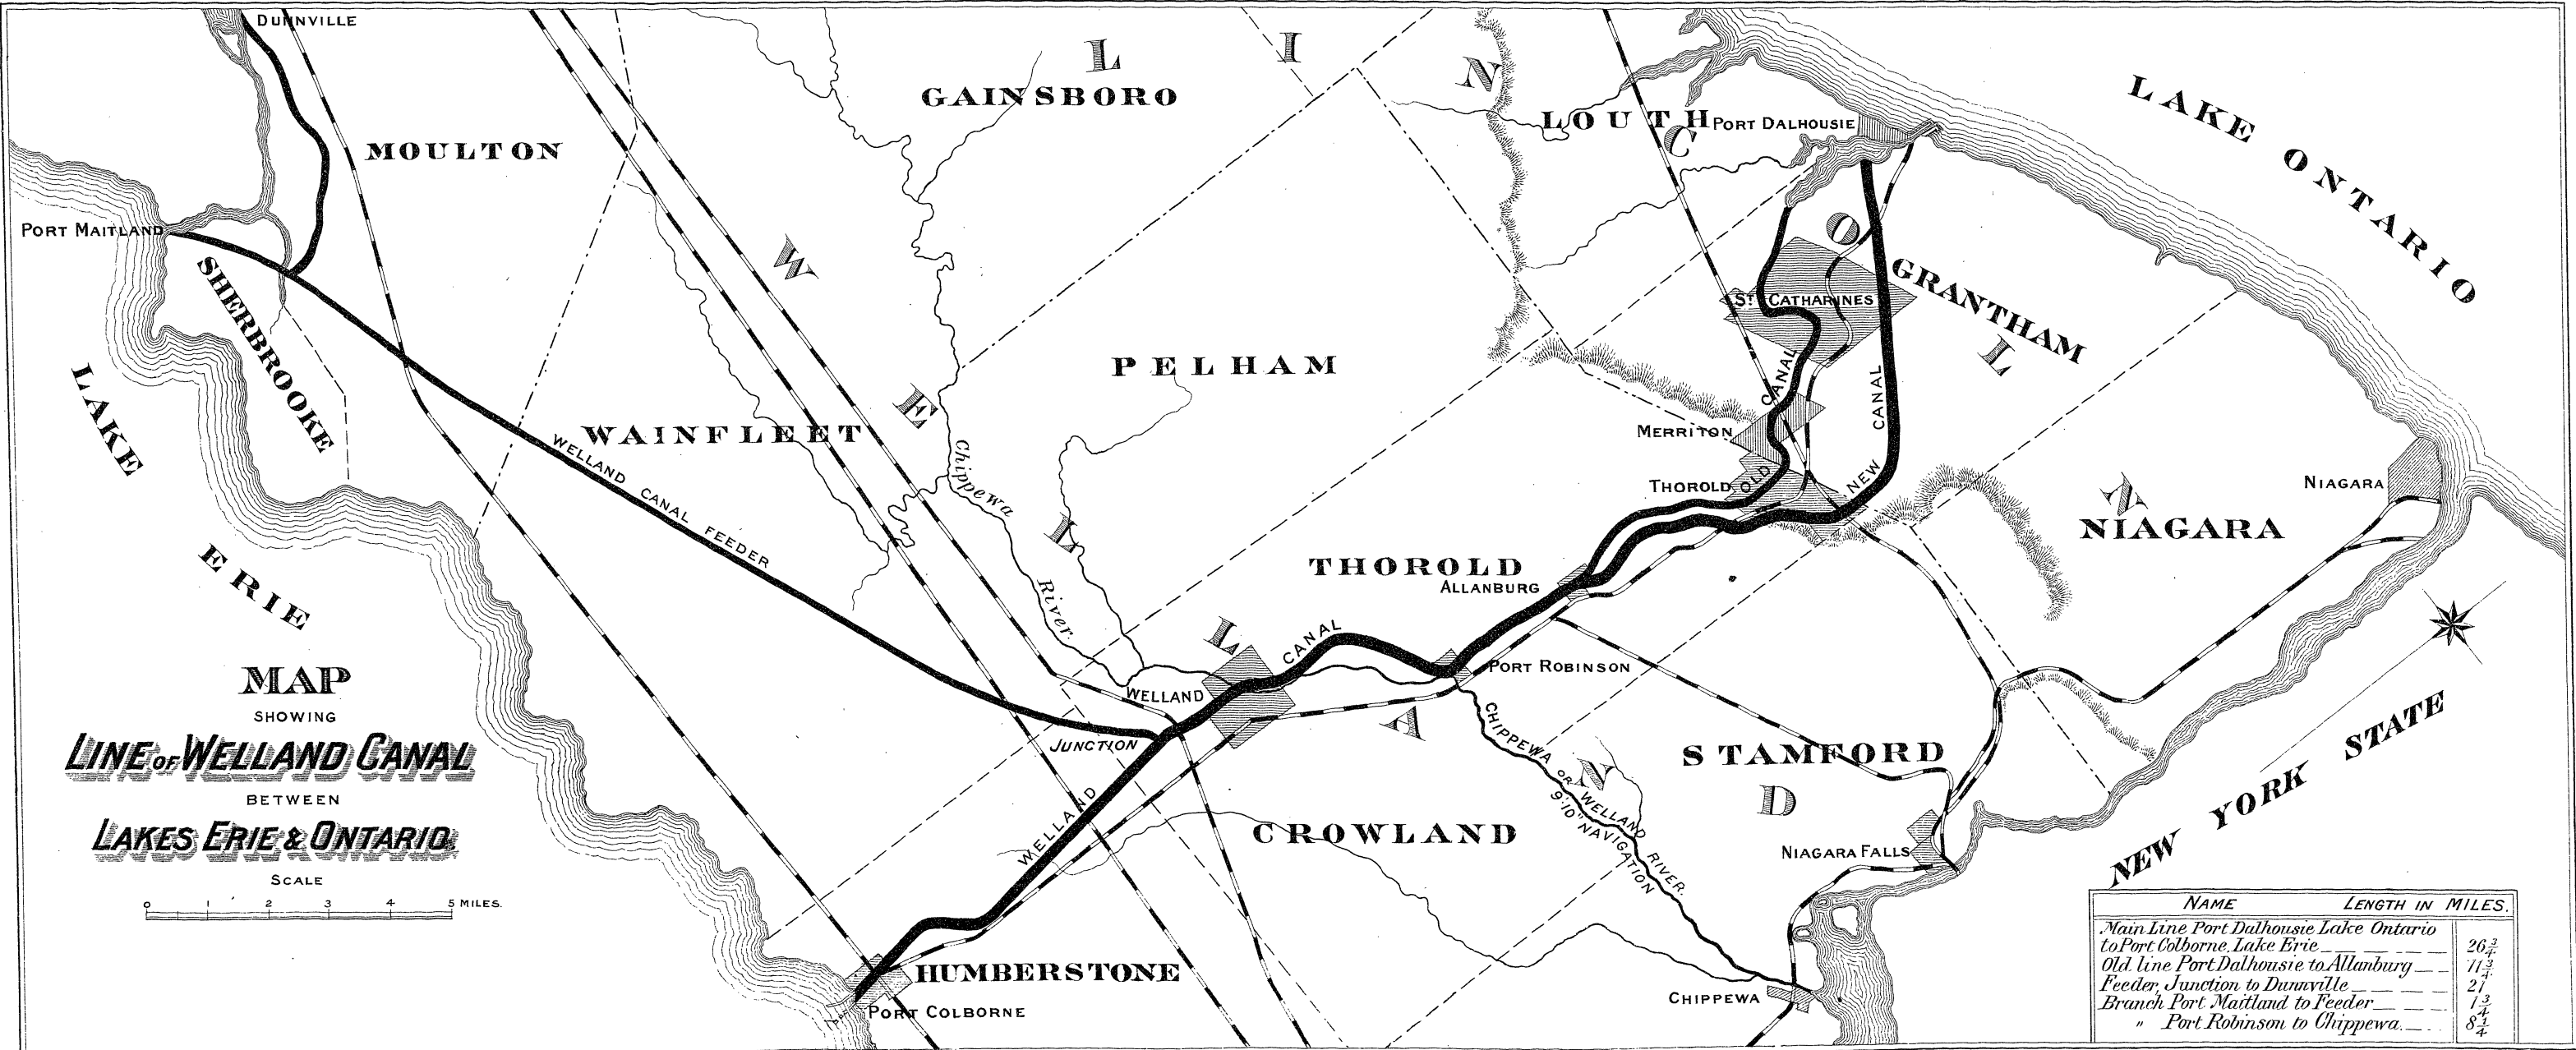 DUNNVILLE
GAINSBORO
MOULTON
LOUTH
PORT DALHOUSIE
LAKE ONTARIO
PORT MAITLAND
SHERBROOKE
LINCOLN
GRANTHAM
ST. CATHARINES
PELHAM
LAKE ERIE
WAINFLEET
WELLAND CANAL FEEDER
Chippewa River.
WELLAND
OLD CANAL
NEW CANAL
MERRITON
THOROLD
NIAGARA
NIAGARA
THOROLD
ALLANBURG
PORT ROBINSON
WELLAND
JUNCTION
WELLAND CANAL
CHIPPEWA OR WELLAND RIVER.
9'.10" NAVIGATION
STAMFORD
CROWLAND
NIAGARA FALLS
NEW YORK STATE
HUMBERSTONE
PORT COLBORNE
CHIPPEWA
MAP
SHOWING
LINE OF WELLAND CANAL
BETWEEN
LAKES ERIE & ONTARIO.
SCALE
0 1 2 3 4 5 MILES.
NAME LENGTH IN MILES.
Main Line Port Dalhousie Lake Ontario
to Port Colborne, Lake Erie 26 3/4
Old line Port Dalhousie to Allanburg 11 3/4
Feeder, Junction to Dunnville 21
Branch Port Maitland to Feeder 1 3/4
" Port Robinson to Chippewa. 8 1/4